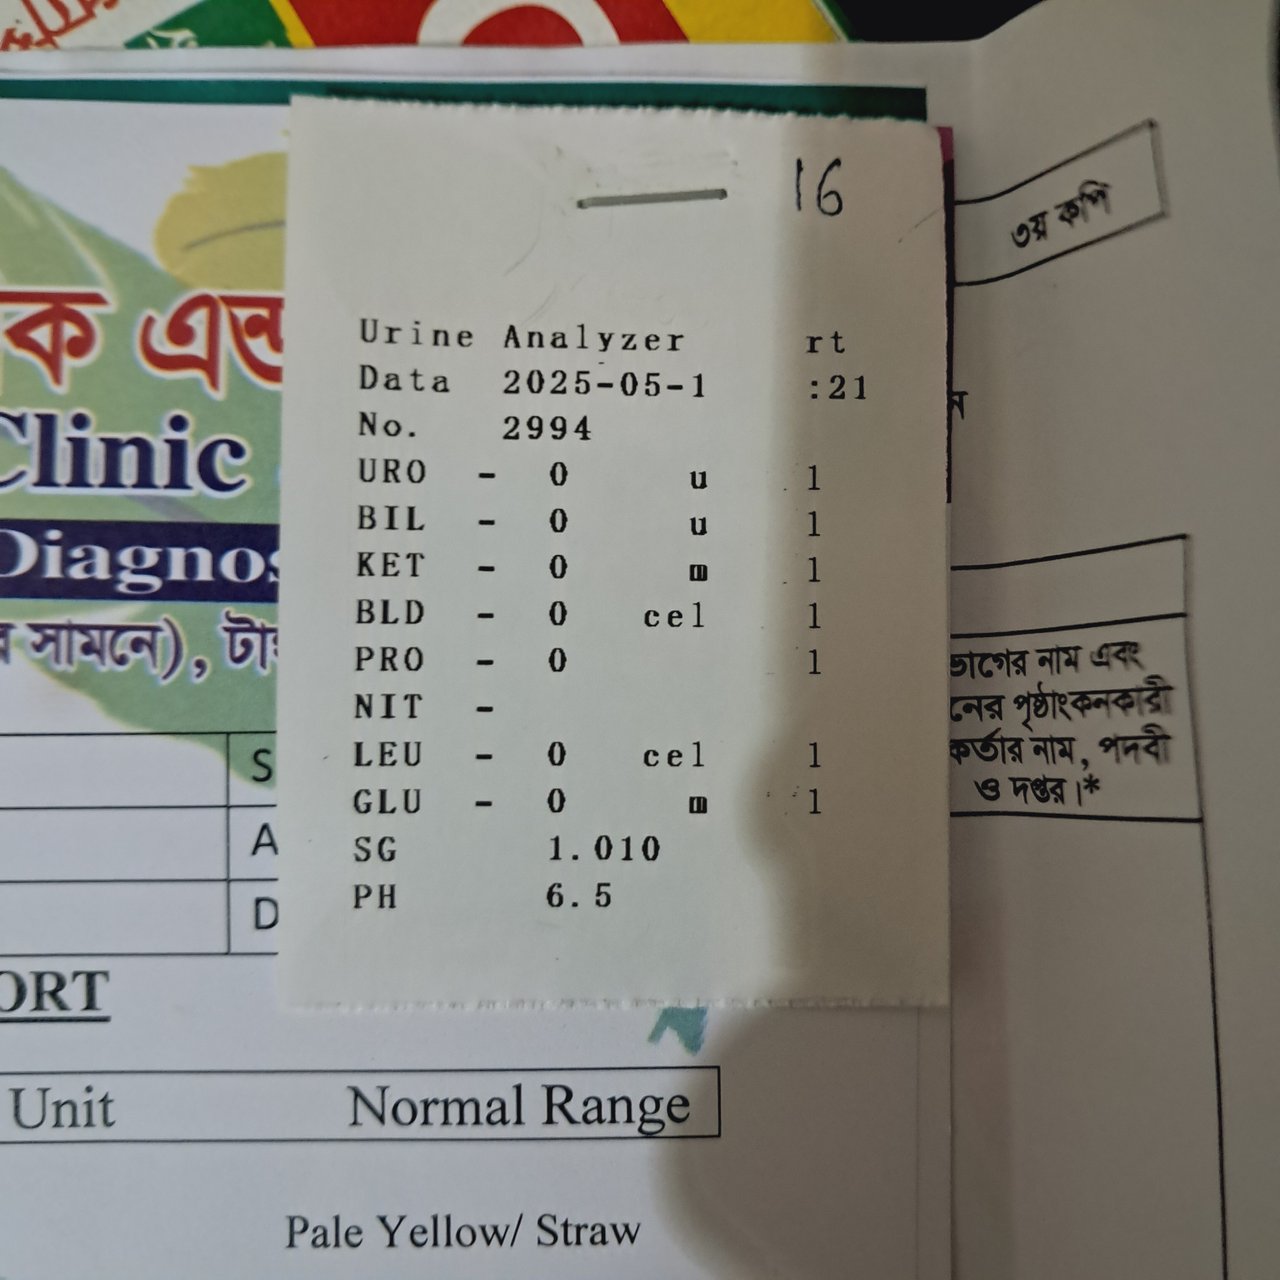 16
৩য় কপি
Urine Analyzer rt
Data 2025-05-1 :21
No. 2994
URO - 0 u 1
BIL - 0 u 1
KET - 0 m 1
BLD - 0 cel 1
PRO - 0 1
NIT -
LEU - 0 cel 1
GLU - 0 m 1
SG 1.010
PH 6.5
ক এন্ড
Clinic
Diagnos
র সামনে), টা
S
A
D
ORT
Unit Normal Range
Pale Yellow/ Straw
ন
ভাগের নাম এবং
নের পৃষ্ঠাংকনকারী
কর্তার নাম, পদবী
ও দপ্তর।*